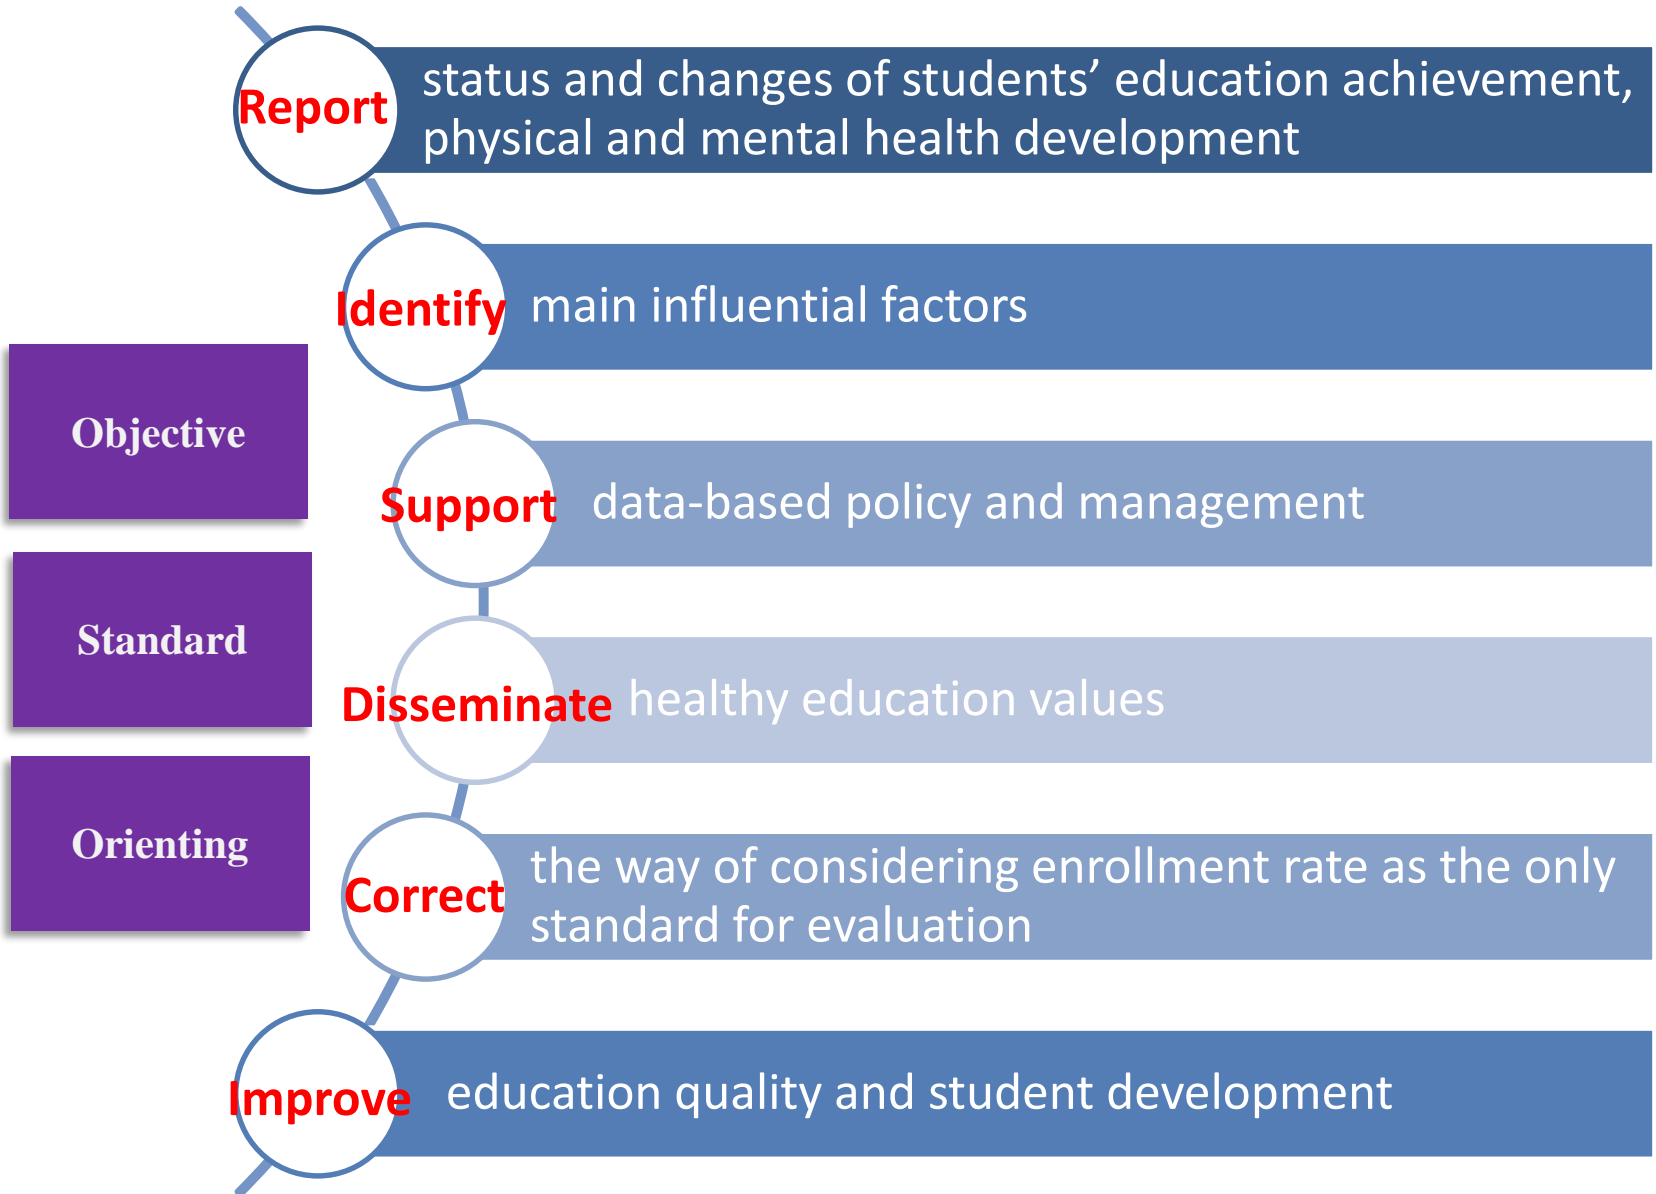 Report
status and changes of students’ education achievement,
physical and mental health development
Identify
main influential factors
Support
data-based policy and management
Disseminate
healthy education values
Correct
the way of considering enrollment rate as the only
standard for evaluation
Improve
education quality and student development
Objective
Standard
Orienting